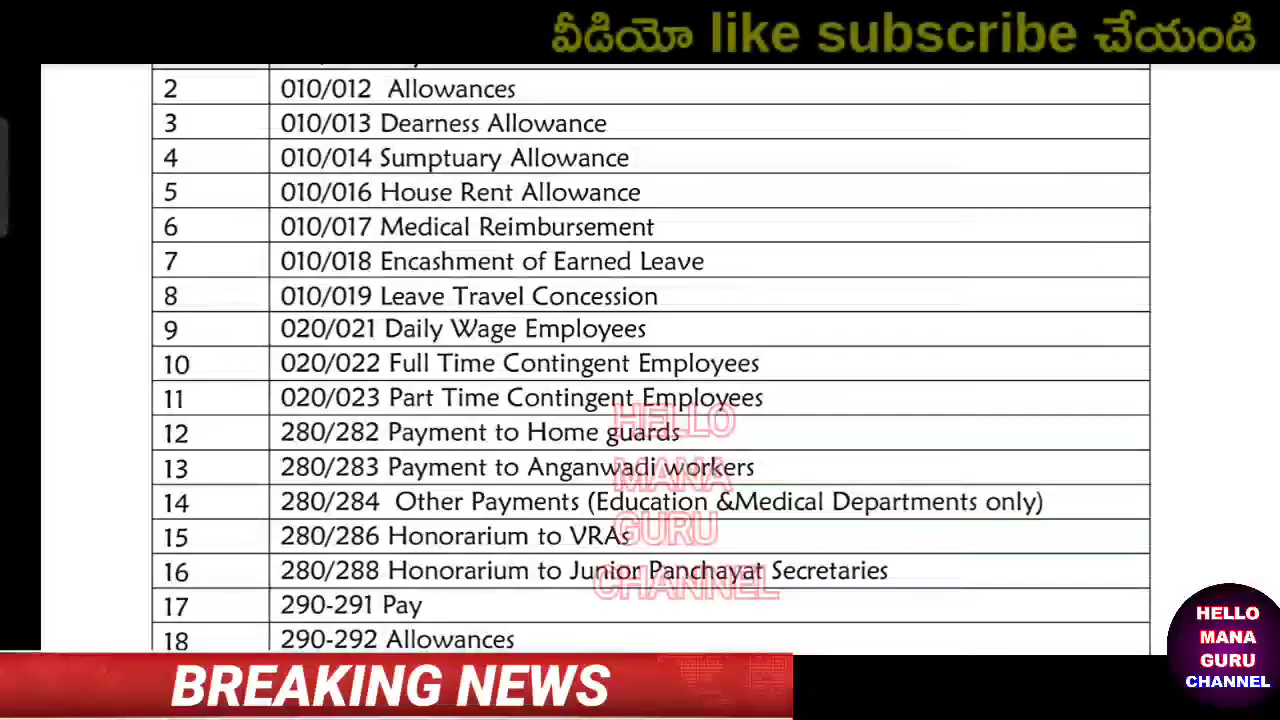 వీడియో like subscribe చేయండి
2 010/012 Allowances
3 010/013 Dearness Allowance
4 010/014 Sumptuary Allowance
5 010/016 House Rent Allowance
6 010/017 Medical Reimbursement
7 010/018 Encashment of Earned Leave
8 010/019 Leave Travel Concession
9 020/021 Daily Wage Employees
10 020/022 Full Time Contingent Employees
11 020/023 Part Time Contingent Employees
12 280/282 Payment to Home guards
13 280/283 Payment to Anganwadi workers
14 280/284 Other Payments (Education &Medical Departments only)
15 280/286 Honorarium to VRAs
16 280/288 Honorarium to Junior Panchayat Secretaries
17 290-291 Pay
18 290-292 Allowances
HELLO
MANA
GURU
CHANNEL
HELLO
MANA
GURU
CHANNEL
BREAKING NEWS